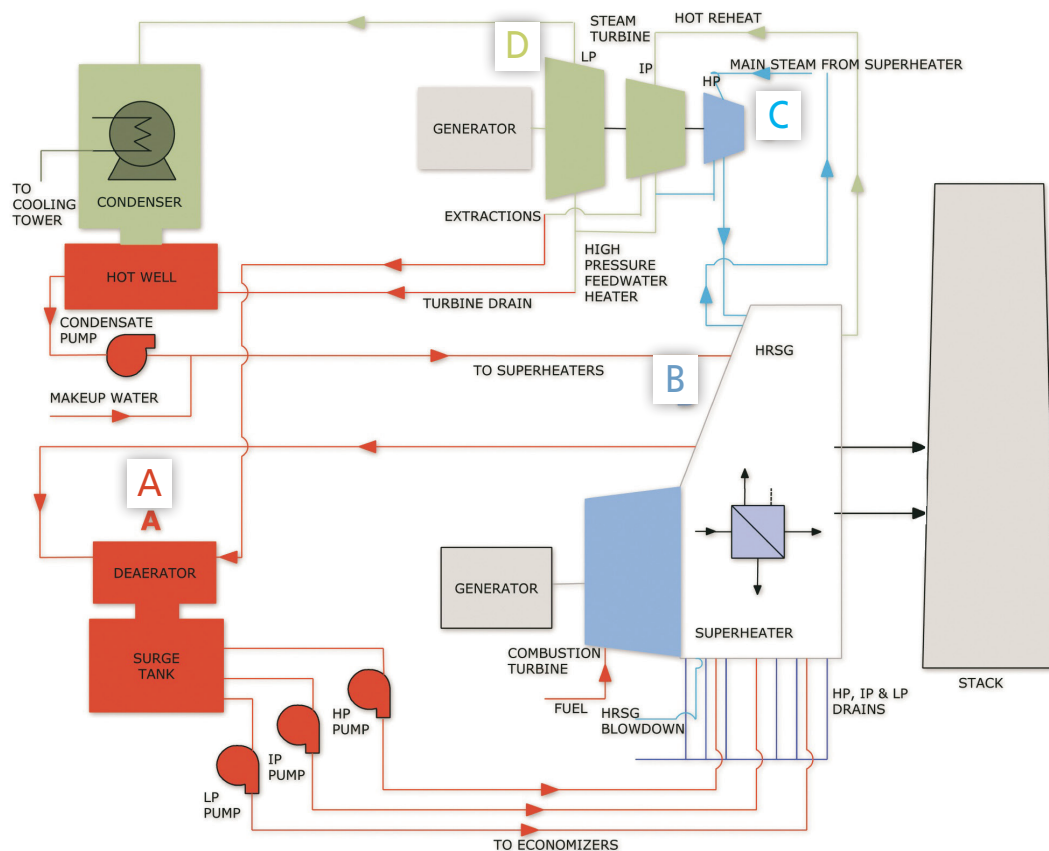 STEAM
TURBINE
HOT REHEAT
D
LP
IP
HP
MAIN STEAM FROM SUPERHEATER
C
GENERATOR
TO
COOLING
TOWER
CONDENSER
EXTRACTIONS
HIGH
PRESSURE
FEEDWATER
HEATER
HOT WELL
TURBINE DRAIN
CONDENSATE
PUMP
TO SUPERHEATERS
HRSG
B
MAKEUP WATER
A
A
DEAERATOR
GENERATOR
SURGE
TANK
SUPERHEATER
COMBUSTION
TURBINE
FUEL
HRSG
BLOWDOWN
HP, IP & LP
DRAINS
STACK
HP
PUMP
IP
PUMP
LP
PUMP
TO ECONOMIZERS